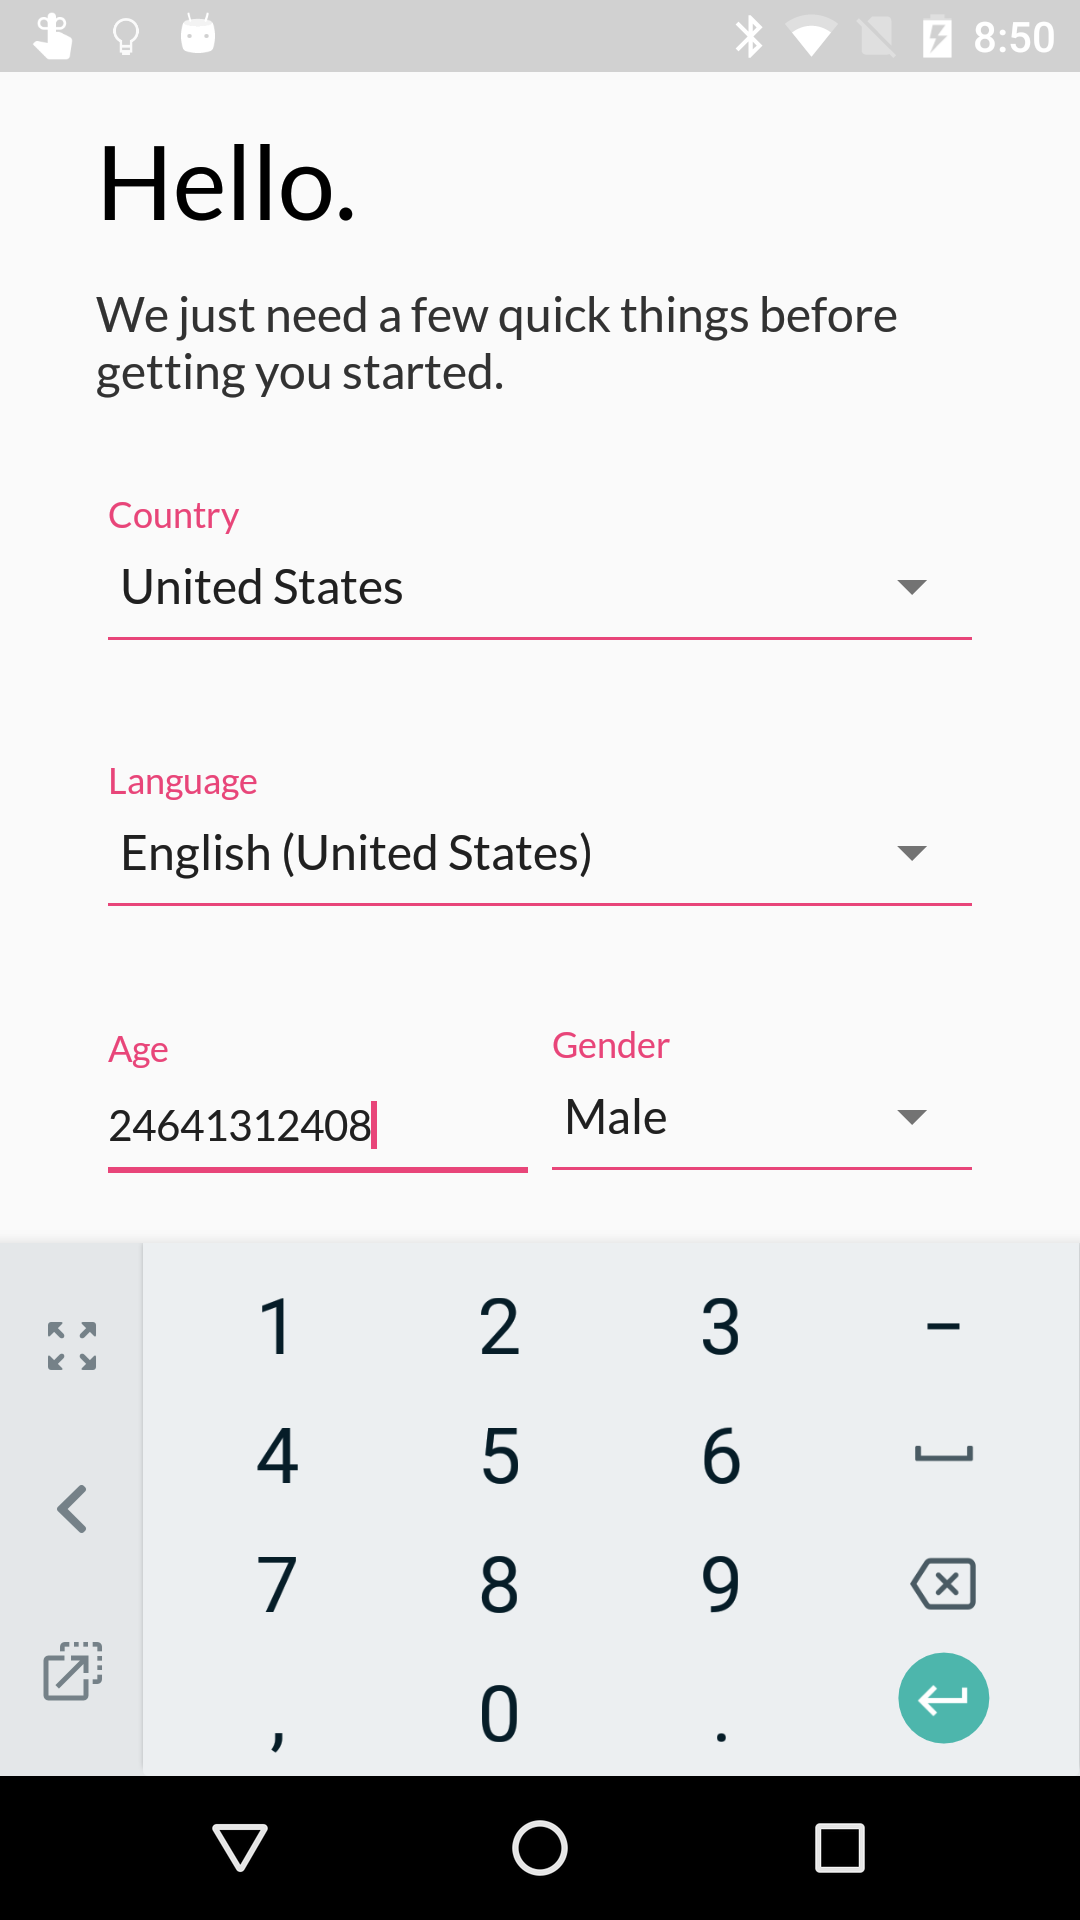 8:50
Hello.
We just need a few quick things before
getting you started.
Country
United States
Language
English (United States)
Age
Gender
24641312408
Male
1 2 3 -
4 5 6
7 8 9
, 0 .